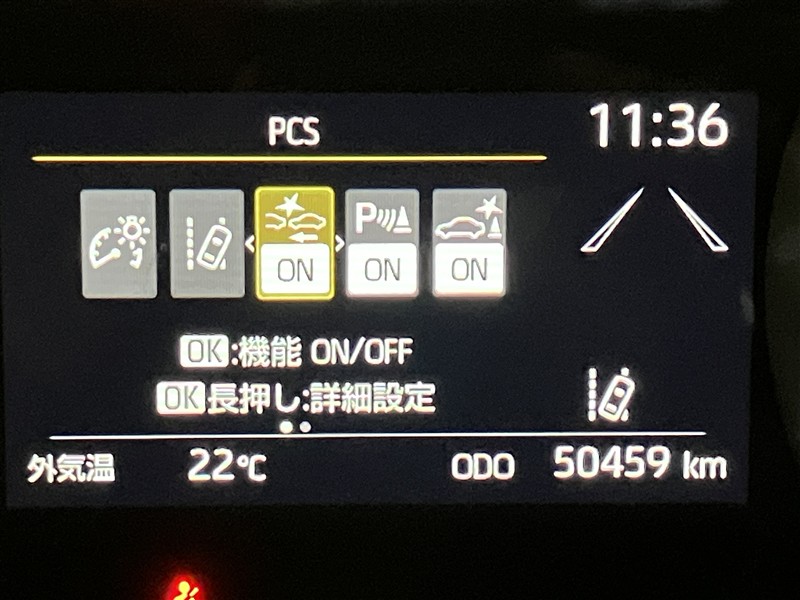 PCS
11:36
P
ON ON ON
OK:機能 ON/OFF
OK長押し:詳細設定
外気温 22℃ ODO 50459 km